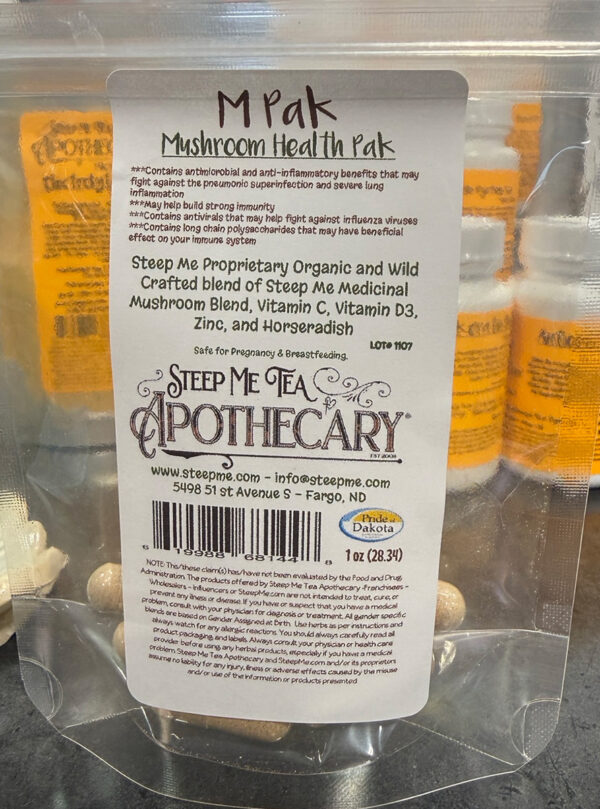 M Pak
Mushroom Health Pak
***Contains antimiorobial and anti-inflammatory benefits that may
fight against the pneumonic superinfection and severe lung
inflammation
***May help build strong immunity
***Contains antivirals that may help fight against influenza viruses
***Contains long chain polysaccharides that may have beneficial
effect on your immune system
Steep Me Proprietary Organic and Wild
Crafted blend of Steep Me Medicinal
Mushroom Blend, Vitamin C, Vitamin D3,
Zinc, and Horseradish
LOT# 1107
Safe for Pregnancy & Breastfeeding.
STEEP ME TEA
APOTHECARY
EST 2008
www.steepme.com - info@steepme.com
5498 51 st Avenue S - Fargo, ND
6 19988 68144 8
Pride of
Dakota
1 oz (28.34)
NOTE: This/these claim(s) has/have not been evaluated by the Food and Drug
Administration. The products offered by Steep Me Tea Apothecary -Franchisees -
Wholesalers - Influencers or SteepMe.com are not intended to treat, cure, or
prevent any illness or disease. If you have or suspect that you have a medical
problem, consult with your physician for diagnosis or treatment. All gender specific
blends are based on Gender Assigned at Birth. Use herbs as per instructions and
always watch for any allergic reactions. You should always carefully read all
product packaging and labels. Always consult your physician or health care
provider before using any herbal products, especially if you have a medical
problem. Steep Me Tea Apothecary and SteepMe.com and/or its proprietors
assume no liability for any injury, illness or adverse effects caused by the misuse
and/or use of the information or products presented